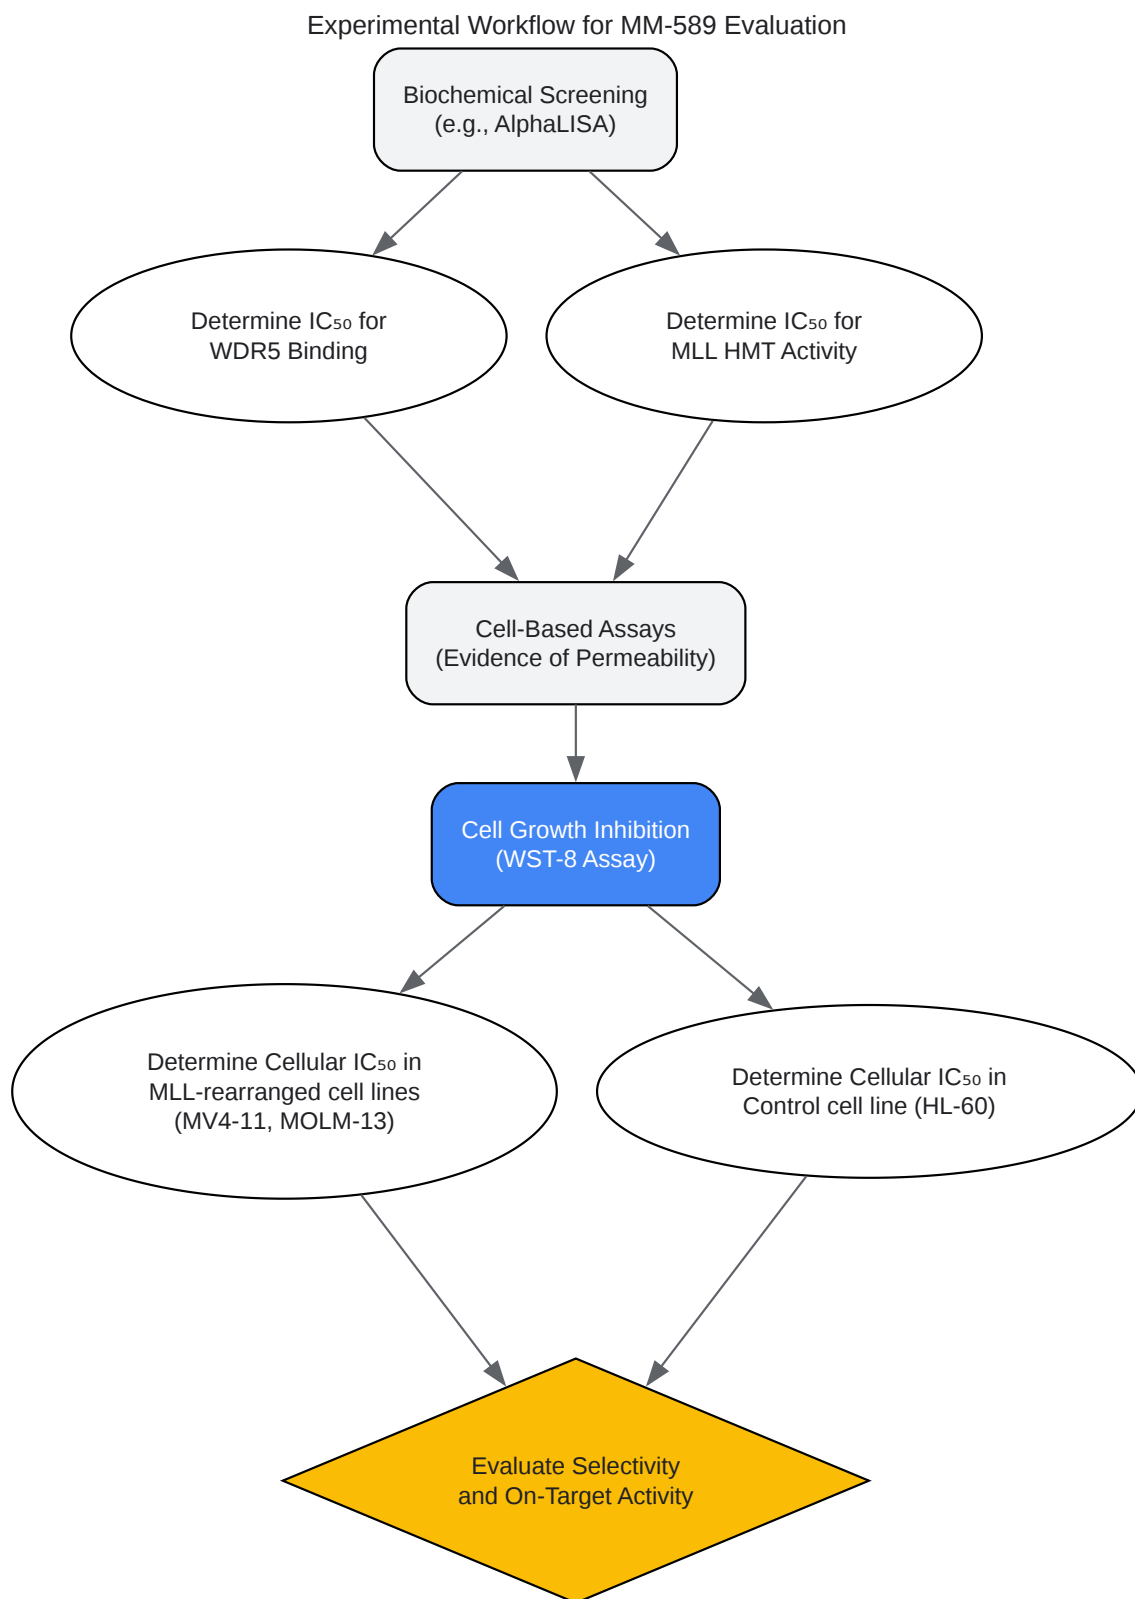 Experimental Workflow for MM-589 Evaluation
Biochemical Screening
(e.g., AlphaLISA)
Determine IC₅₀ for
WDR5 Binding
Determine IC₅₀ for
MLL HMT Activity
Cell-Based Assays
(Evidence of Permeability)
Cell Growth Inhibition
(WST-8 Assay)
Determine Cellular IC₅₀ in
MLL-rearranged cell lines
(MV4-11, MOLM-13)
Determine Cellular IC₅₀ in
Control cell line (HL-60)
Evaluate Selectivity
and On-Target Activity